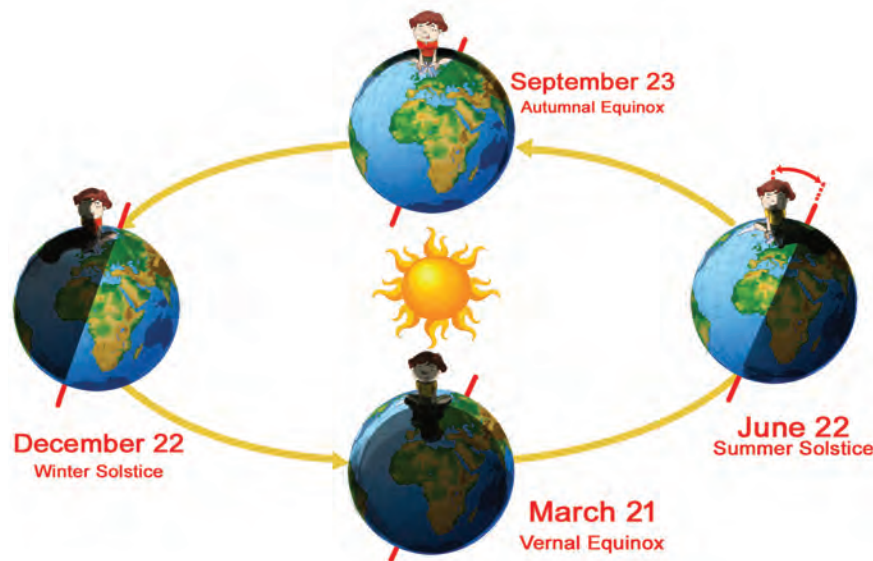 September 23
Autumnal Equinox
December 22
Winter Solstice
June 22
Summer Solstice
March 21
Vernal Equinox